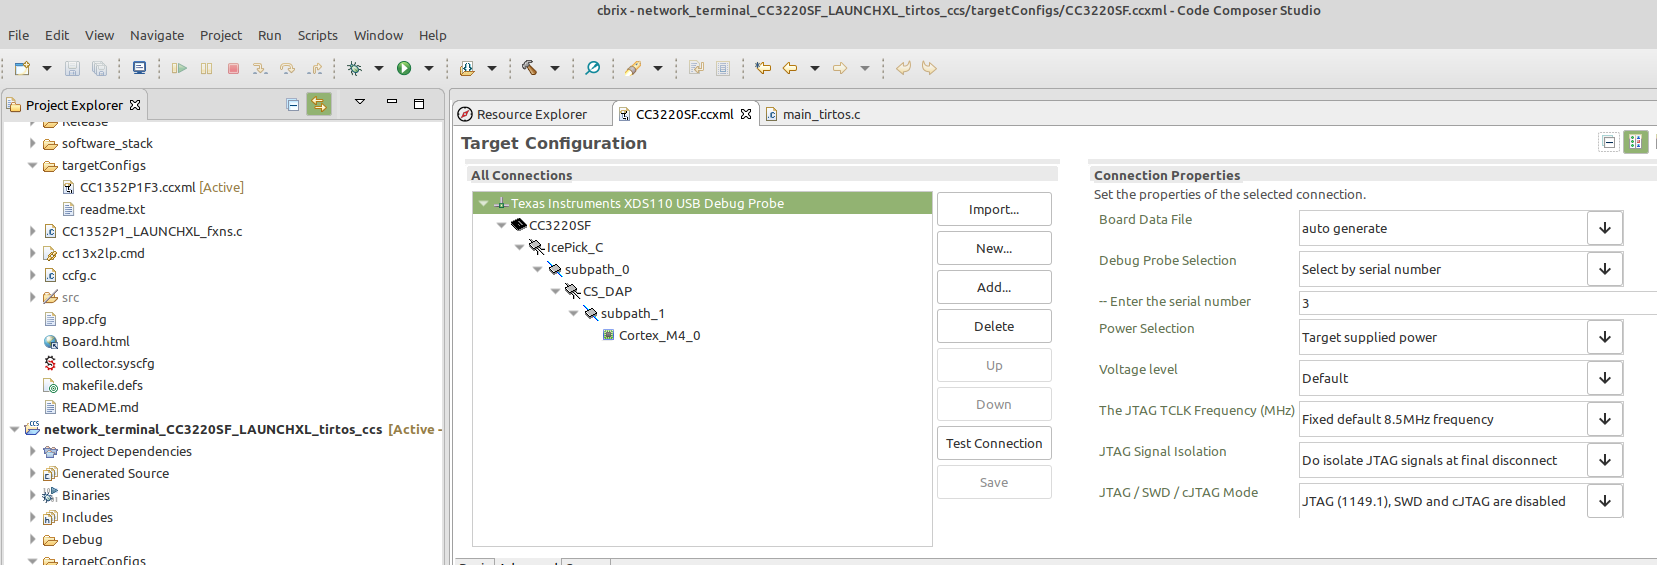 cbrix - network_terminal_CC3220SF_LAUNCHXL_tirtos_ccs/targetConfigs/CC3220SF.ccxml - Code Composer Studio
File Edit View Navigate Project Run Scripts Window Help
Project Explorer
Release
software_stack
targetConfigs
CC1352P1F3.ccxml [Active]
readme.txt
CC1352P1_LAUNCHXL_fxns.c
cc13x2lp.cmd
ccfg.c
src
app.cfg
Board.html
collector.syscfg
makefile.defs
README.md
network_terminal_CC3220SF_LAUNCHXL_tirtos_ccs [Active -
Project Dependencies
Generated Source
Binaries
Includes
Debug
targetConfigs
Resource Explorer CC3220SF.ccxml main_tirtos.c
Target Configuration
All Connections
Texas Instruments XDS110 USB Debug Probe
CC3220SF
IcePick_C
subpath_0
CS_DAP
subpath_1
Cortex_M4_0
Import...
New...
Add...
Delete
Up
Down
Test Connection
Save
Connection Properties
Set the properties of the selected connection.
Board Data File auto generate
Debug Probe Selection Select by serial number
-- Enter the serial number 3
Power Selection Target supplied power
Voltage level Default
The JTAG TCLK Frequency (MHz) Fixed default 8.5MHz frequency
JTAG Signal Isolation Do isolate JTAG signals at final disconnect
JTAG / SWD / cJTAG Mode JTAG (1149.1), SWD and cJTAG are disabled